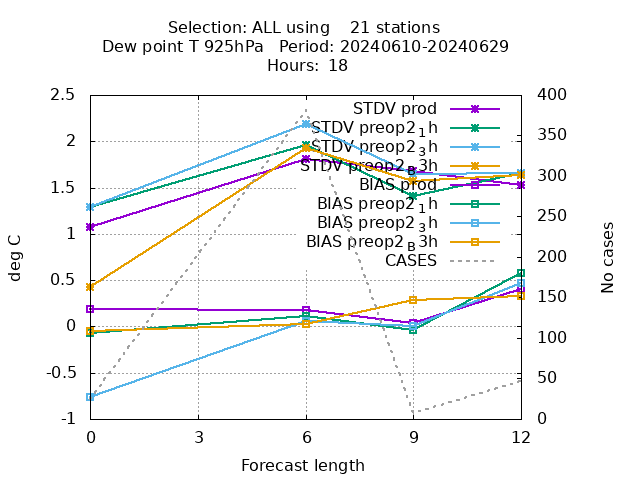 Selection: ALL using 21 stations
Dew point T 925hPa Period: 20240610-20240629
Hours: 18
STDV prod
STDV preop2_1h
STDV preop2_3h
STDV preop2_B3h
BIAS prod
BIAS preop2_1h
BIAS preop2_3h
BIAS preop2_B3h
CASES
2.5
2
1.5
1
0.5
0
-0.5
-1
deg C
400
350
300
250
200
150
100
50
0
No cases
0 3 6 9 12
Forecast length